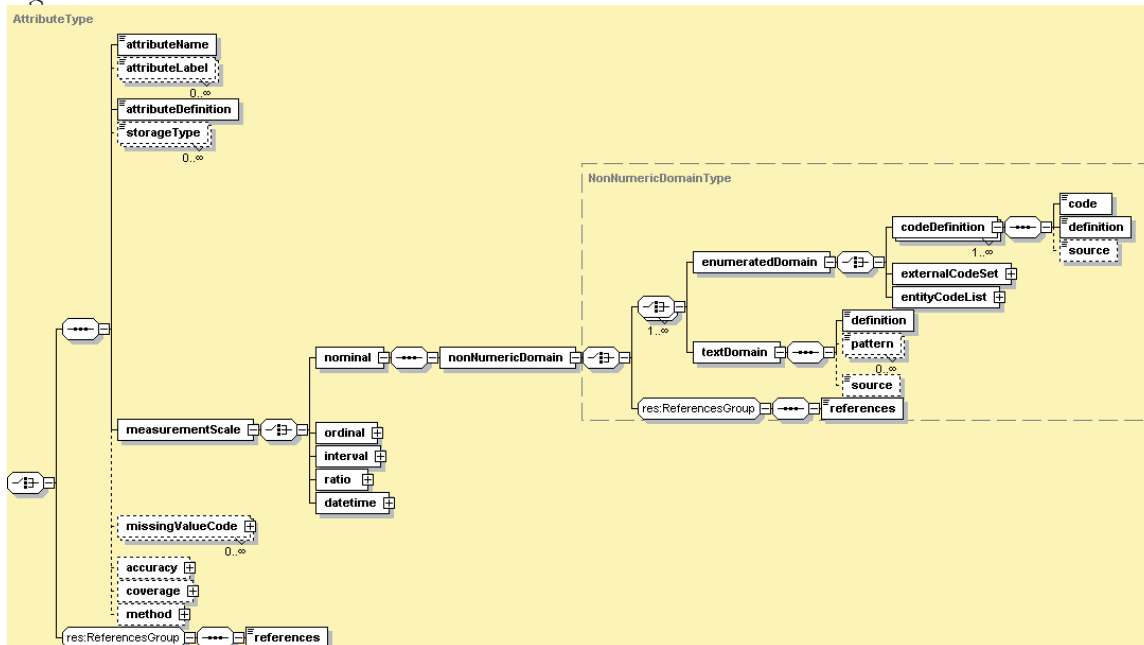 AttributeType
attributeName
attributeLabel
0..∞
attributeDefinition
storageType
0..∞
NonNumericDomainType
code
codeDefinition
definition
1..∞
source
enumeratedDomain
externalCodeSet
entityCodeList
definition
1..∞
textDomain
pattern
0..∞
nominal
nonNumericDomain
source
res:ReferencesGroup
references
measurementScale
ordinal
interval
ratio
datetime
missingValueCode
0..∞
accuracy
coverage
method
res:ReferencesGroup
references